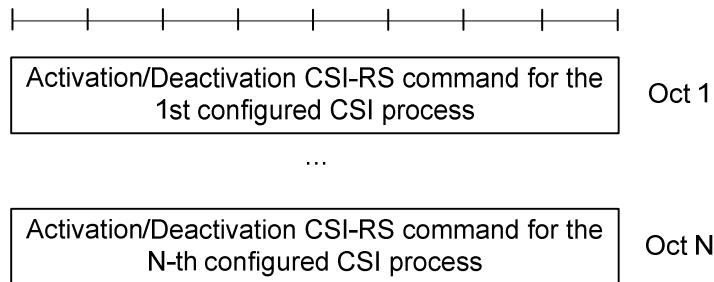 Activation/Deactivation CSI-RS command for the
1st configured CSI process
Oct 1
...
Activation/Deactivation CSI-RS command for the
N-th configured CSI process
Oct N